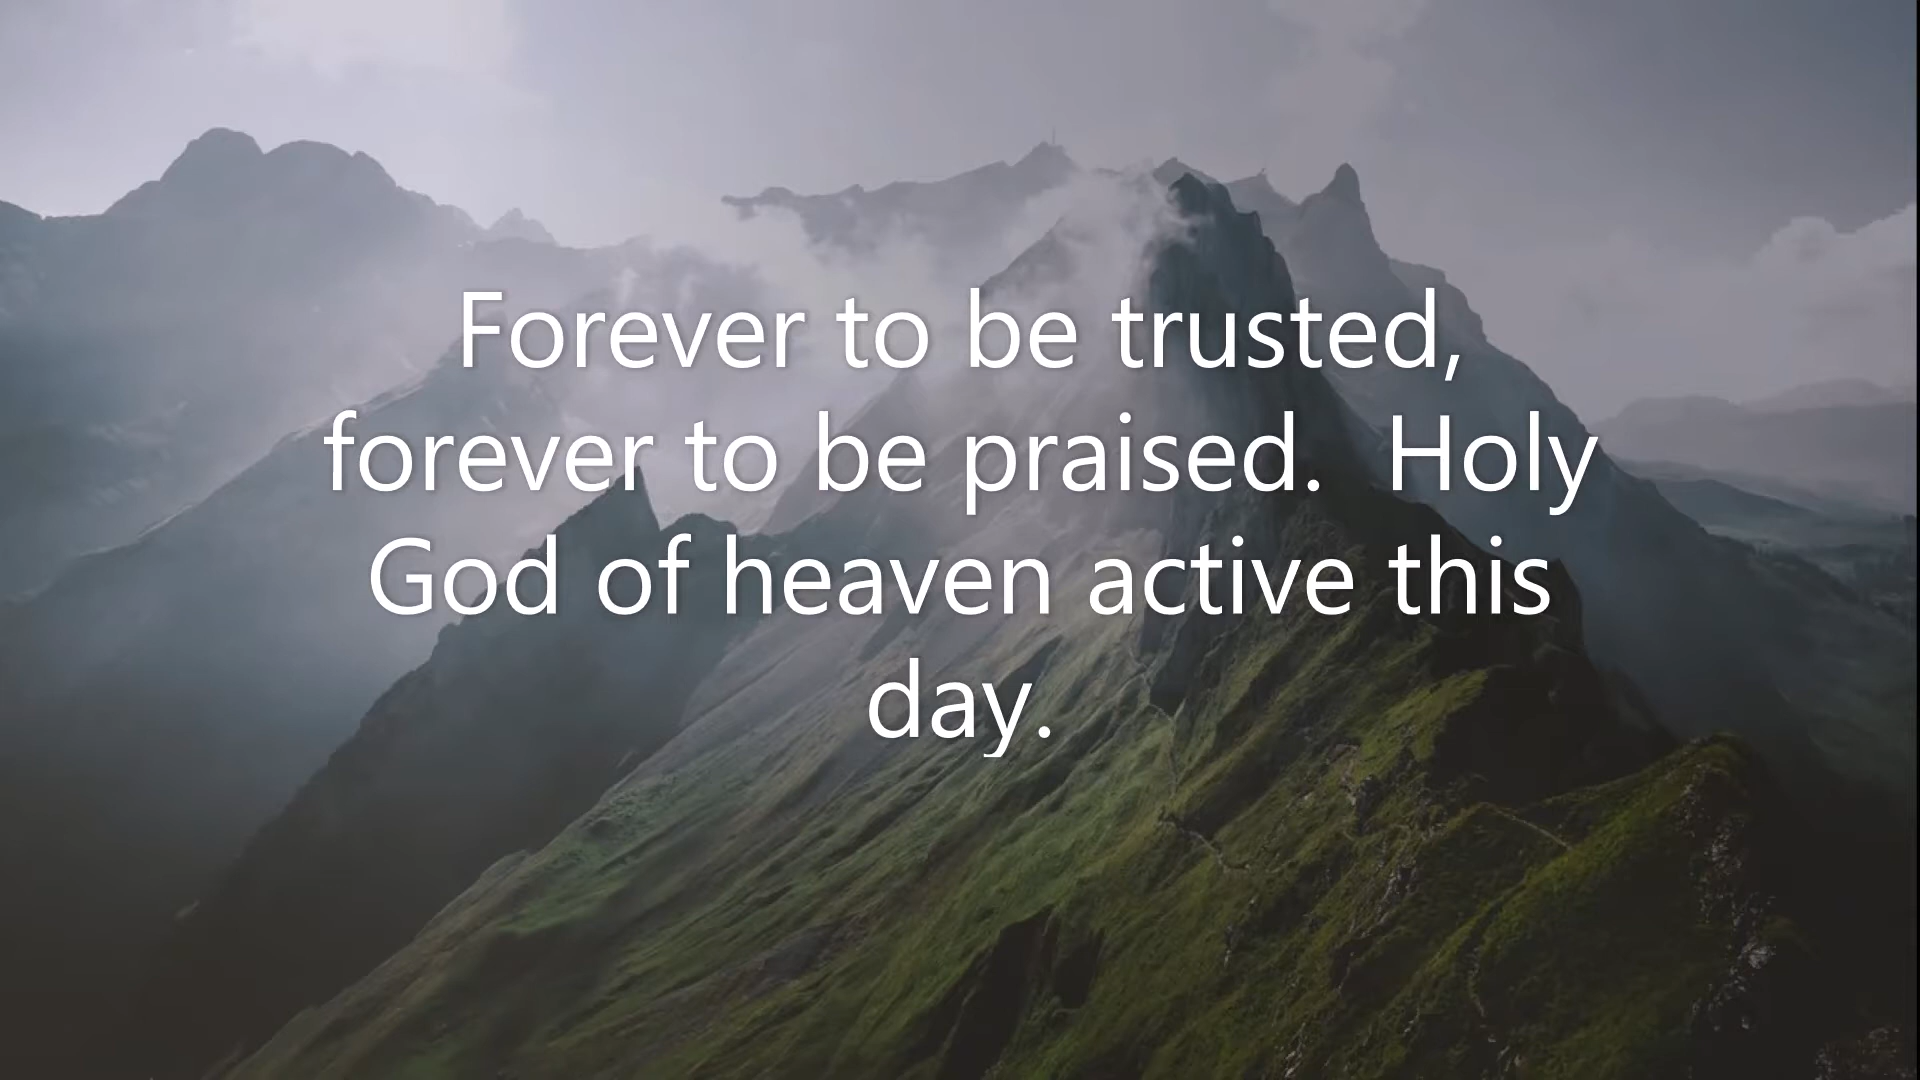 Forever to be trusted,
forever to be praised.  Holy
God of heaven active this
day.